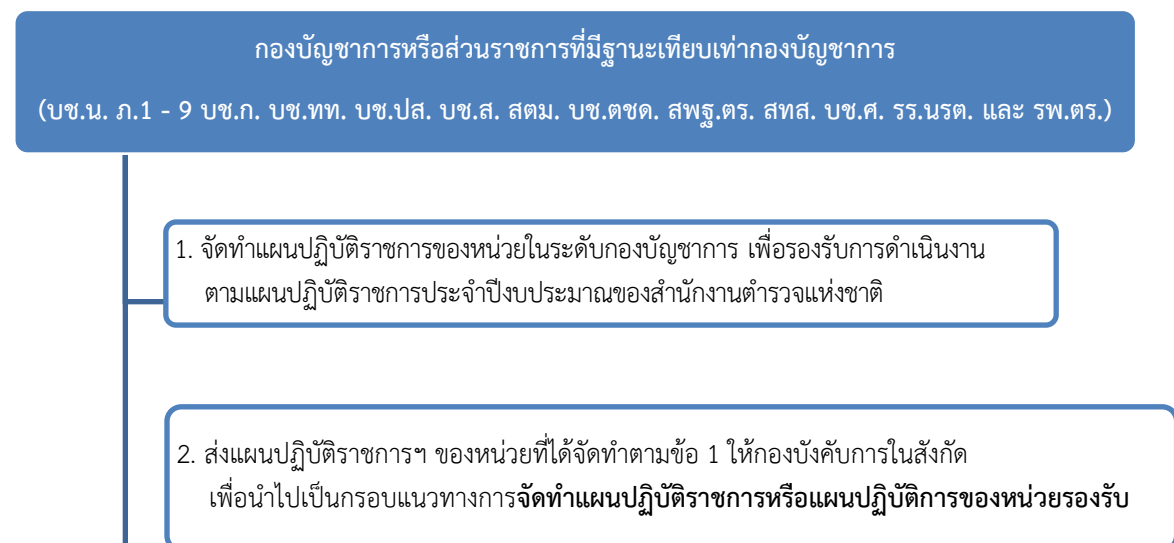 กองบัญชาการหรือส่วนราชการที่มีฐานะเทียบเท่ากองบัญชาการ
(บช.น. ภ.1 - 9 บช.ก. บช.ทท. บช.ปส. บช.ส. สตม. บช.ตชด. สพฐ.ตร. สทส. บช.ศ. รร.นรต. และ รพ.ตร.)
1. จัดทำแผนปฏิบัติราชการของหน่วยในระดับกองบัญชาการ เพื่อรองรับการดำเนินงาน
ตามแผนปฏิบัติราชการประจำปีงบประมาณของสำนักงานตำรวจแห่งชาติ
2. ส่งแผนปฏิบัติราชการฯ ของหน่วยที่ได้จัดทำตามข้อ 1 ให้กองบังคับการในสังกัด
เพื่อนำไปเป็นกรอบแนวทางการจัดทำแผนปฏิบัติราชการหรือแผนปฏิบัติการของหน่วยรองรับ